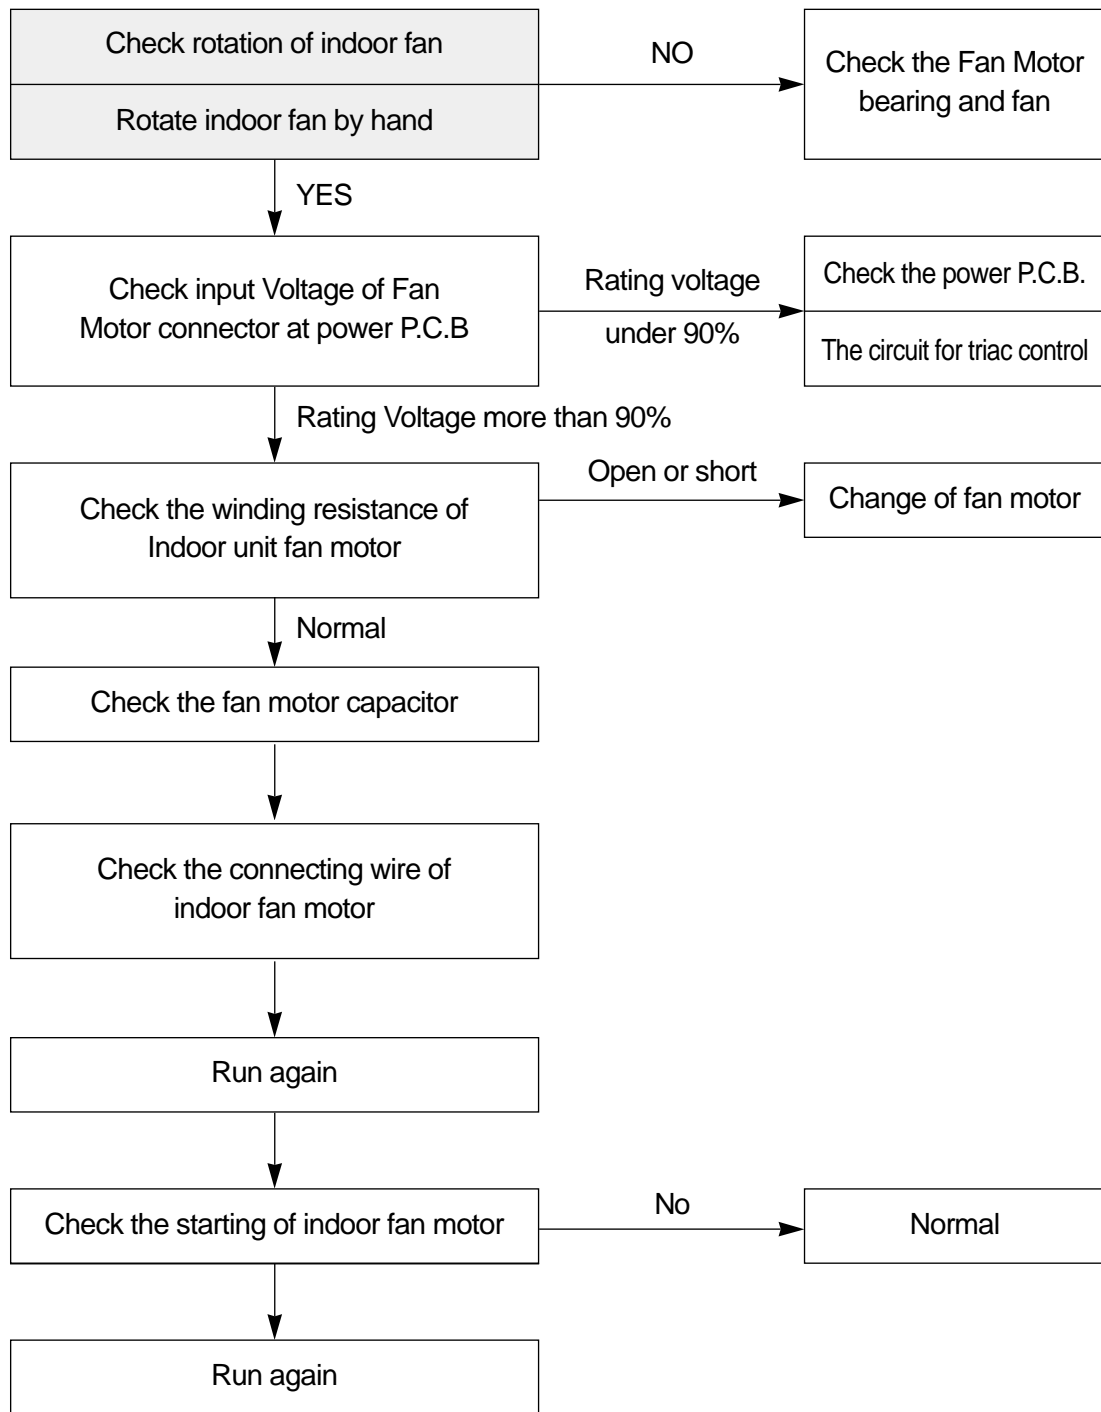 Check rotation of indoor fan
NO
Check the Fan Motor
bearing and fan
Rotate indoor fan by hand
YES
Check input Voltage of Fan
Motor connector at power P.C.B
Rating voltage
under 90%
Check the power P.C.B.
The circuit for triac control
Rating Voltage more than 90%
Check the winding resistance of
Indoor unit fan motor
Open or short
Change of fan motor
Normal
Check the fan motor capacitor
Check the connecting wire of
indoor fan motor
Run again
Check the starting of indoor fan motor
No
Normal
Run again